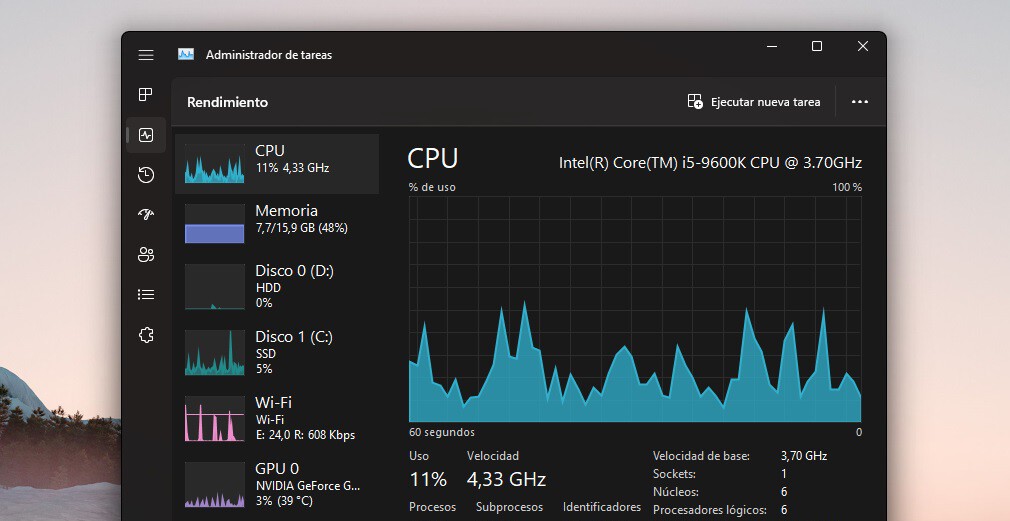 Administrador de tareas
Rendimiento
Ejecutar nueva tarea
CPU
11% 4,33 GHz
Memoria
7,7/15,9 GB (48%)
Disco 0 (D:)
HDD
0%
Disco 1 (C:)
SSD
5%
Wi-Fi
Wi-Fi
E: 24,0 R: 608 Kbps
GPU 0
NVIDIA GeForce G...
3% (39 °C)
CPU
Intel(R) Core(TM) i5-9600K CPU @ 3.70GHz
% de uso
100 %
60 segundos
0
Uso
Velocidad
11%
4,33 GHz
Procesos
Subprocesos
Identificadores
Velocidad de base: 3,70 GHz
Sockets: 1
Núcleos: 6
Procesadores lógicos: 6